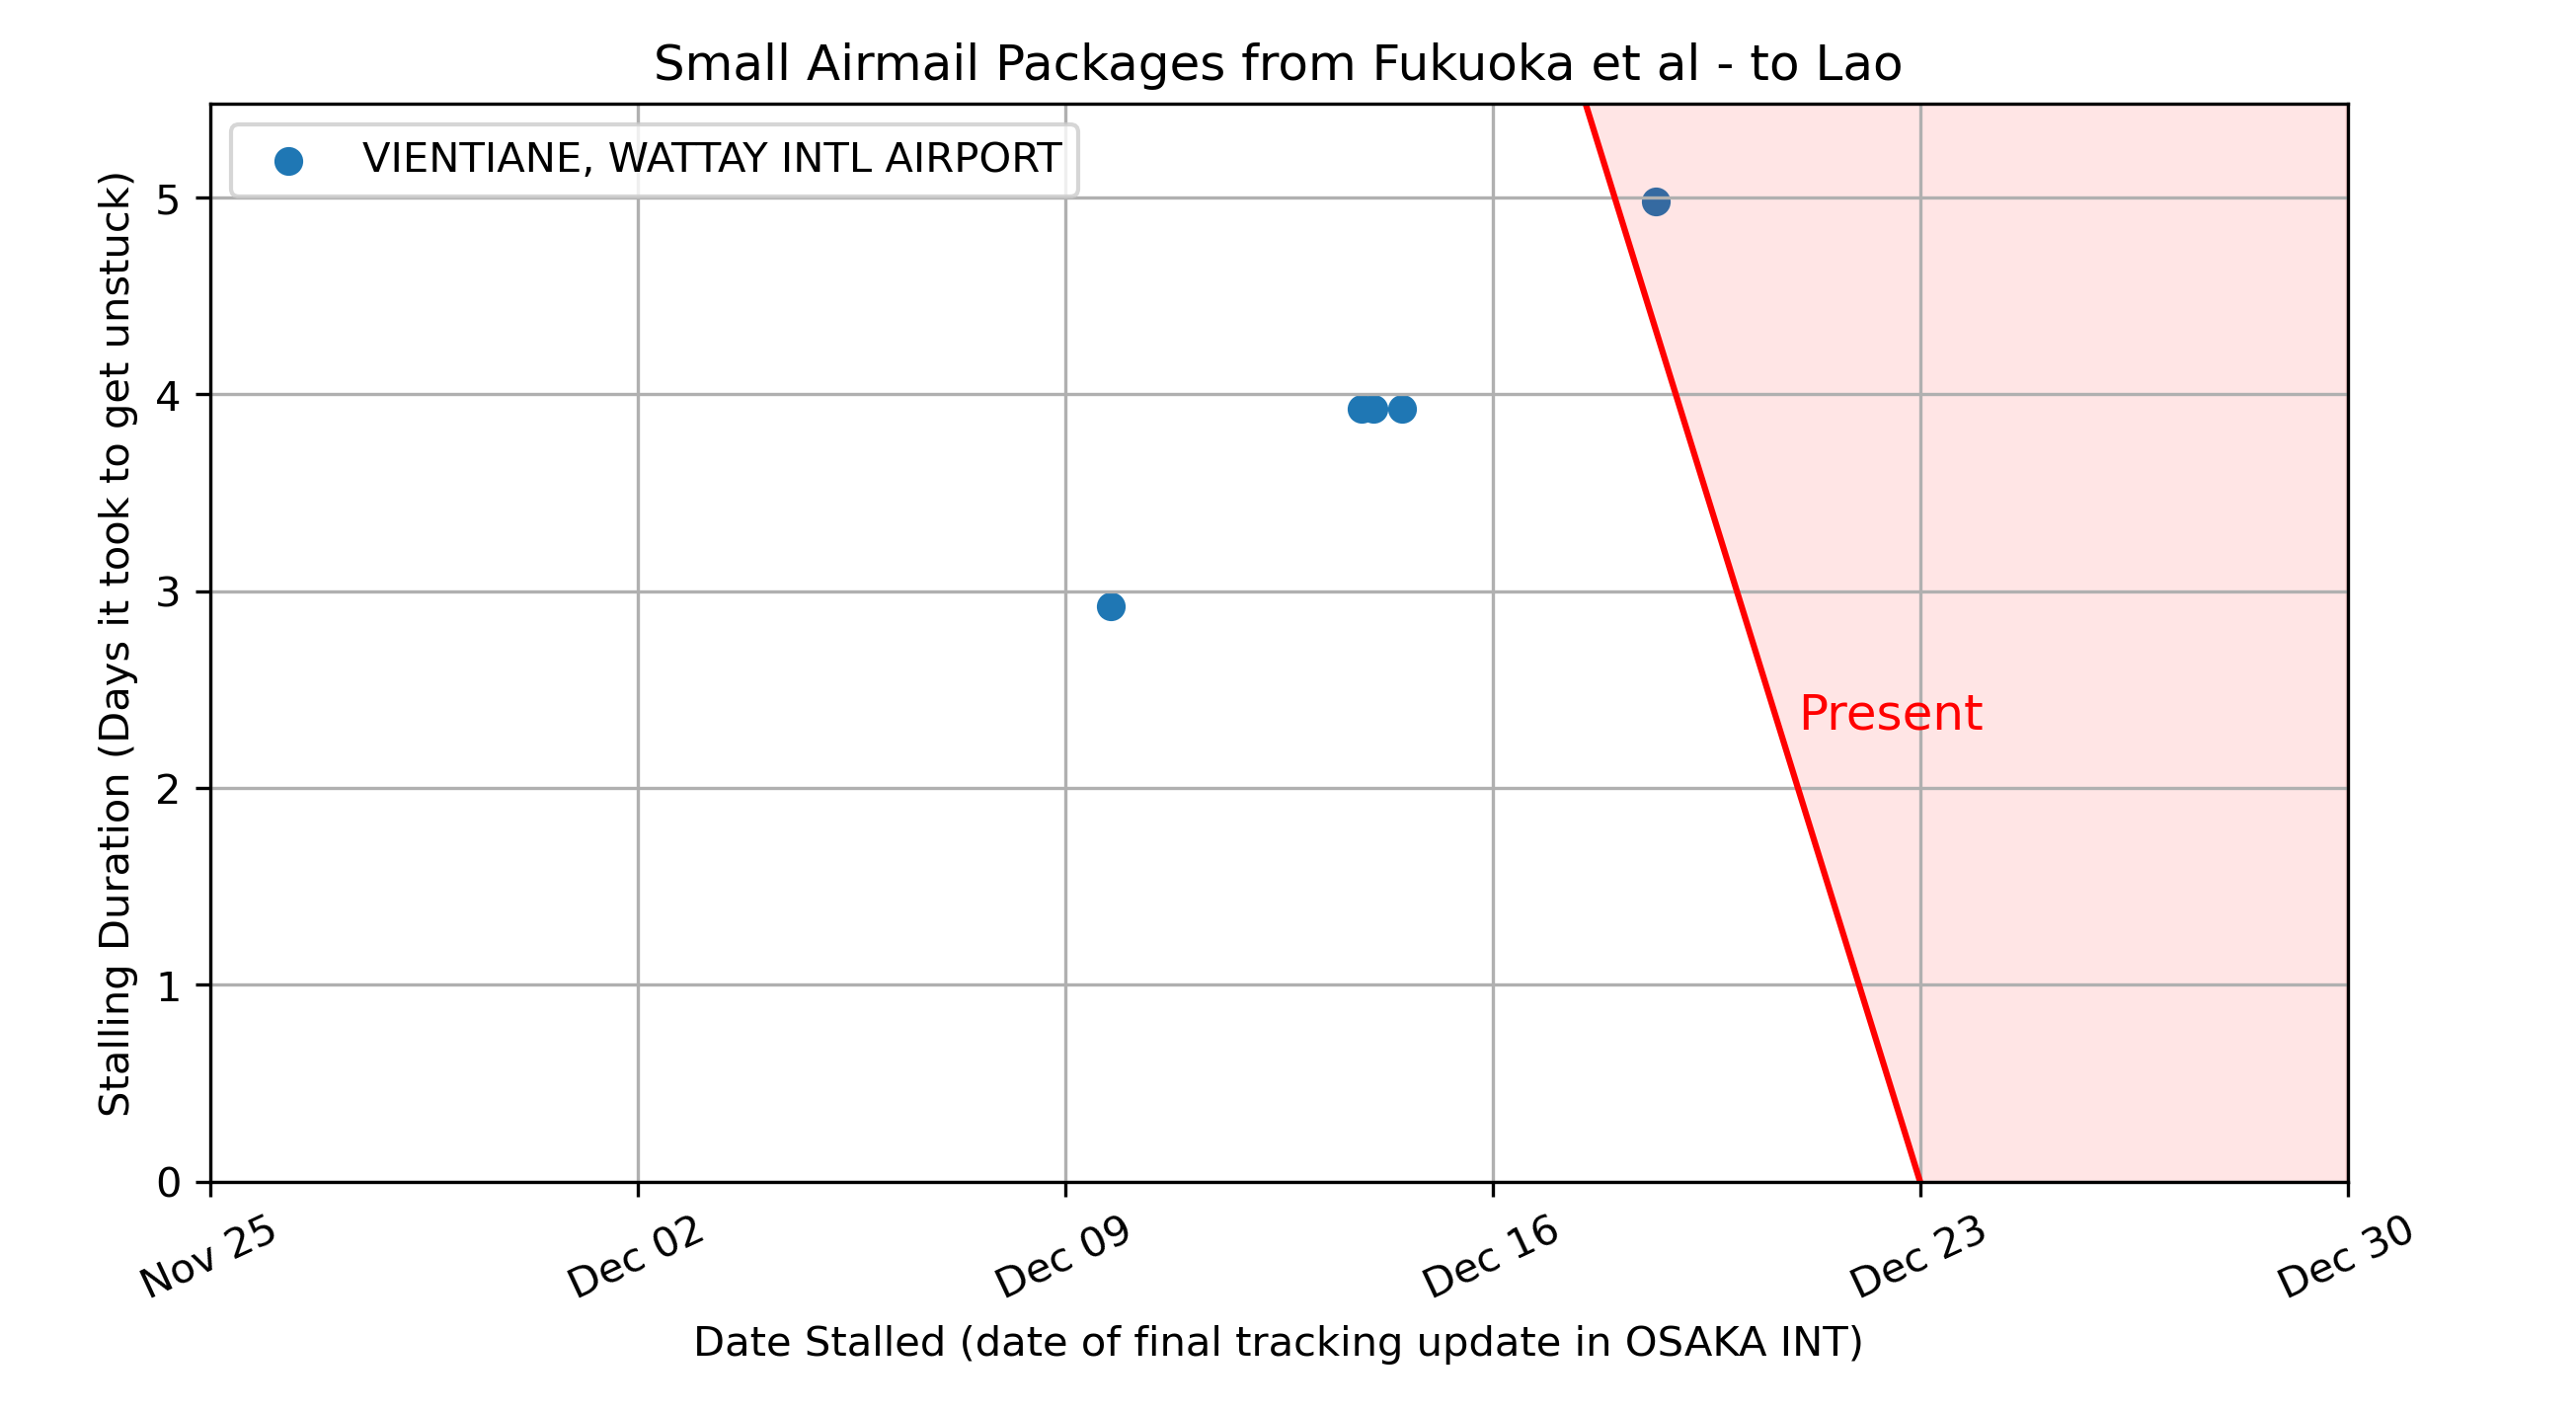 Small Airmail Packages from Fukuoka et al - to Lao
VIENTIANE, WATTAY INTL AIRPORT
Stalling Duration (Days it took to get unstuck)
5
4
3
2
1
0
Present
Nov 25
Dec 02
Dec 09
Dec 16
Dec 23
Dec 30
Date Stalled (date of final tracking update in OSAKA INT)